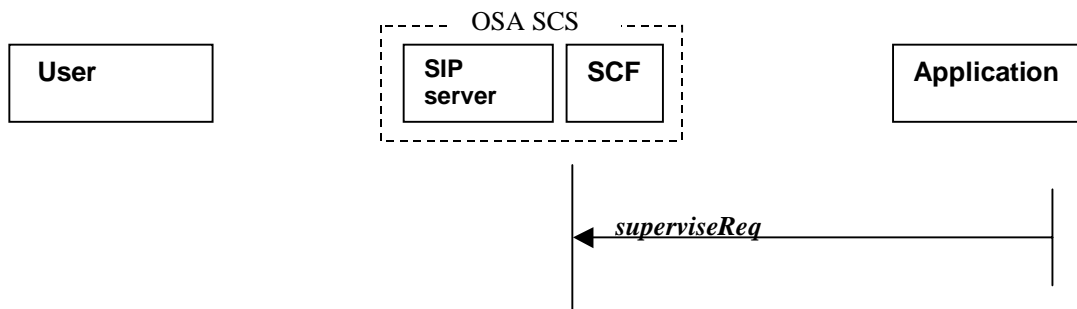 OSA SCS
User
SIP
server
SCF
Application
superviseReq